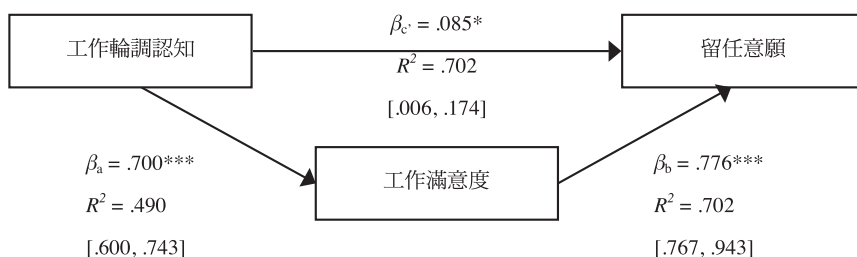 工作輪調認知
βc' = .085*
R² = .702
[.006, .174]
留任意願
βa = .700***
R² = .490
[.600, .743]
工作滿意度
βb = .776***
R² = .702
[.767, .943]